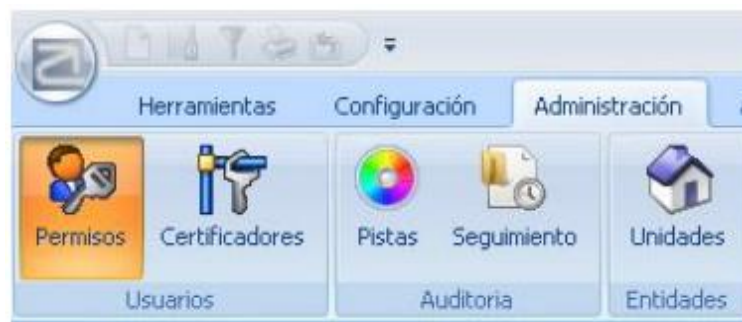 Herramientas Configuración Administración
Permisos Certificadores Pistas Seguimiento Unidades
Usuarios Auditoria Entidades